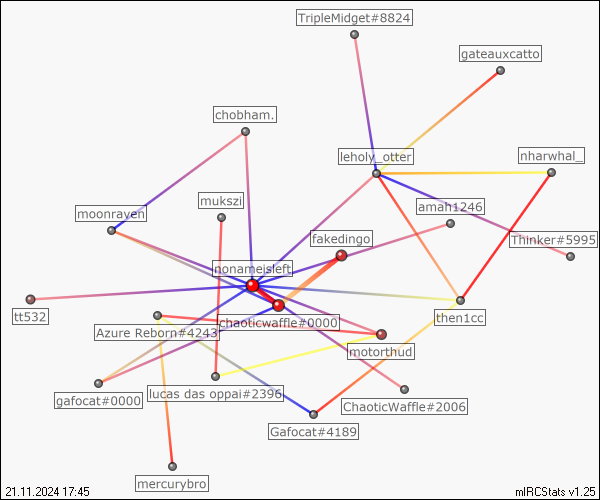 TripleMidget#8824
gateauxcatto
chobham.
leholy_otter
nharwhal_
mukszi
amah1246
moonraven
fakedingo
Thinker#5995
nonameisleft
tt532
chaoticwaffle#0000
then1cc
Azure Reborn#4243
motorthud
lucas das oppai#2396
gafocat#0000
ChaoticWaffle#2006
Gafocat#4189
mercurybro
21.11.2024 17:45
mIRCStats v1.25